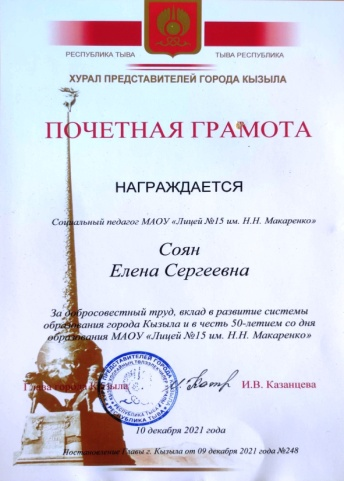 РЕСПУБЛИКА ТЫВА ТЫВА РЕСПУБЛИКА
ХУРАЛ ПРЕДСТАВИТЕЛЕЙ ГОРОДА КЫЗЫЛА
ПОЧЕТНАЯ ГРАМОТА
НАГРАЖДАЕТСЯ
Социальный педагог МАОУ «Лицей №15 им. Н.Н. Макаренко»
Соян
Елена Сергеевна
За добросовестный труд, вклад в развитие системы
образования города Кызыла и в честь 50-летием со дня
образования МАОУ «Лицей №15 им. Н.Н. Макаренко»
Глава города Кызыла И.В. Казанцева
10 декабря 2021 года
Постановление Главы г. Кызыла от 09 декабря 2021 года №248